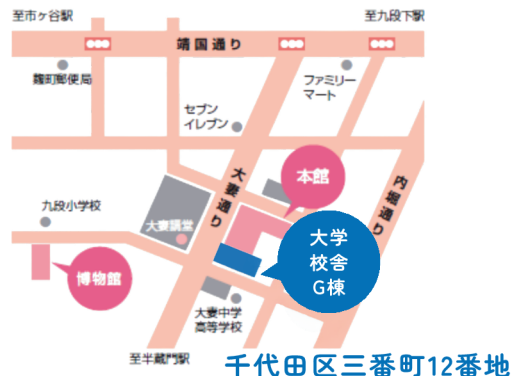 至市ヶ谷駅
至九段下駅
靖国通り
麹町郵便局
ファミリー
マート
セブン
イレブン
大妻通り
本館
内堀通り
九段小学校
大妻講堂
大学
校舎
G棟
博物館
大妻中学
高等学校
至半蔵門駅
千代田区三番町12番地